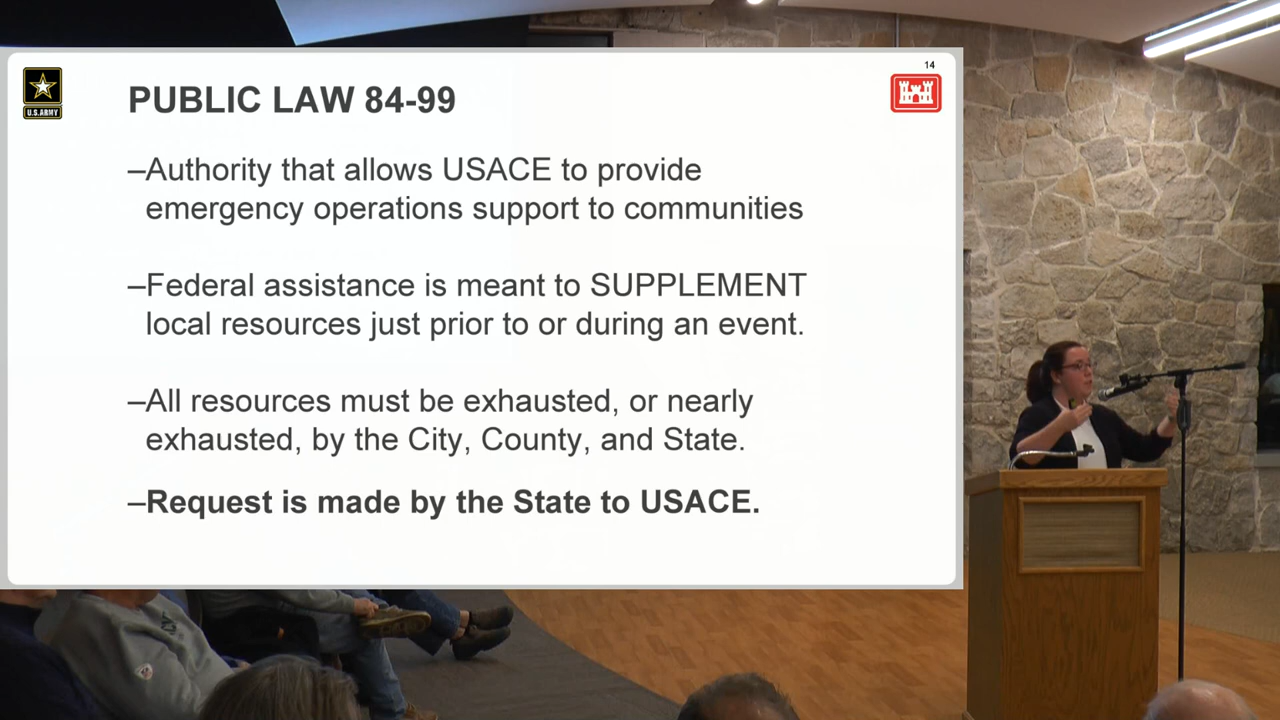 14
U.S.ARMY
PUBLIC LAW 84-99
–Authority that allows USACE to provide
emergency operations support to communities
–Federal assistance is meant to SUPPLEMENT
local resources just prior to or during an event.
–All resources must be exhausted, or nearly
exhausted, by the City, County, and State.
–Request is made by the State to USACE.